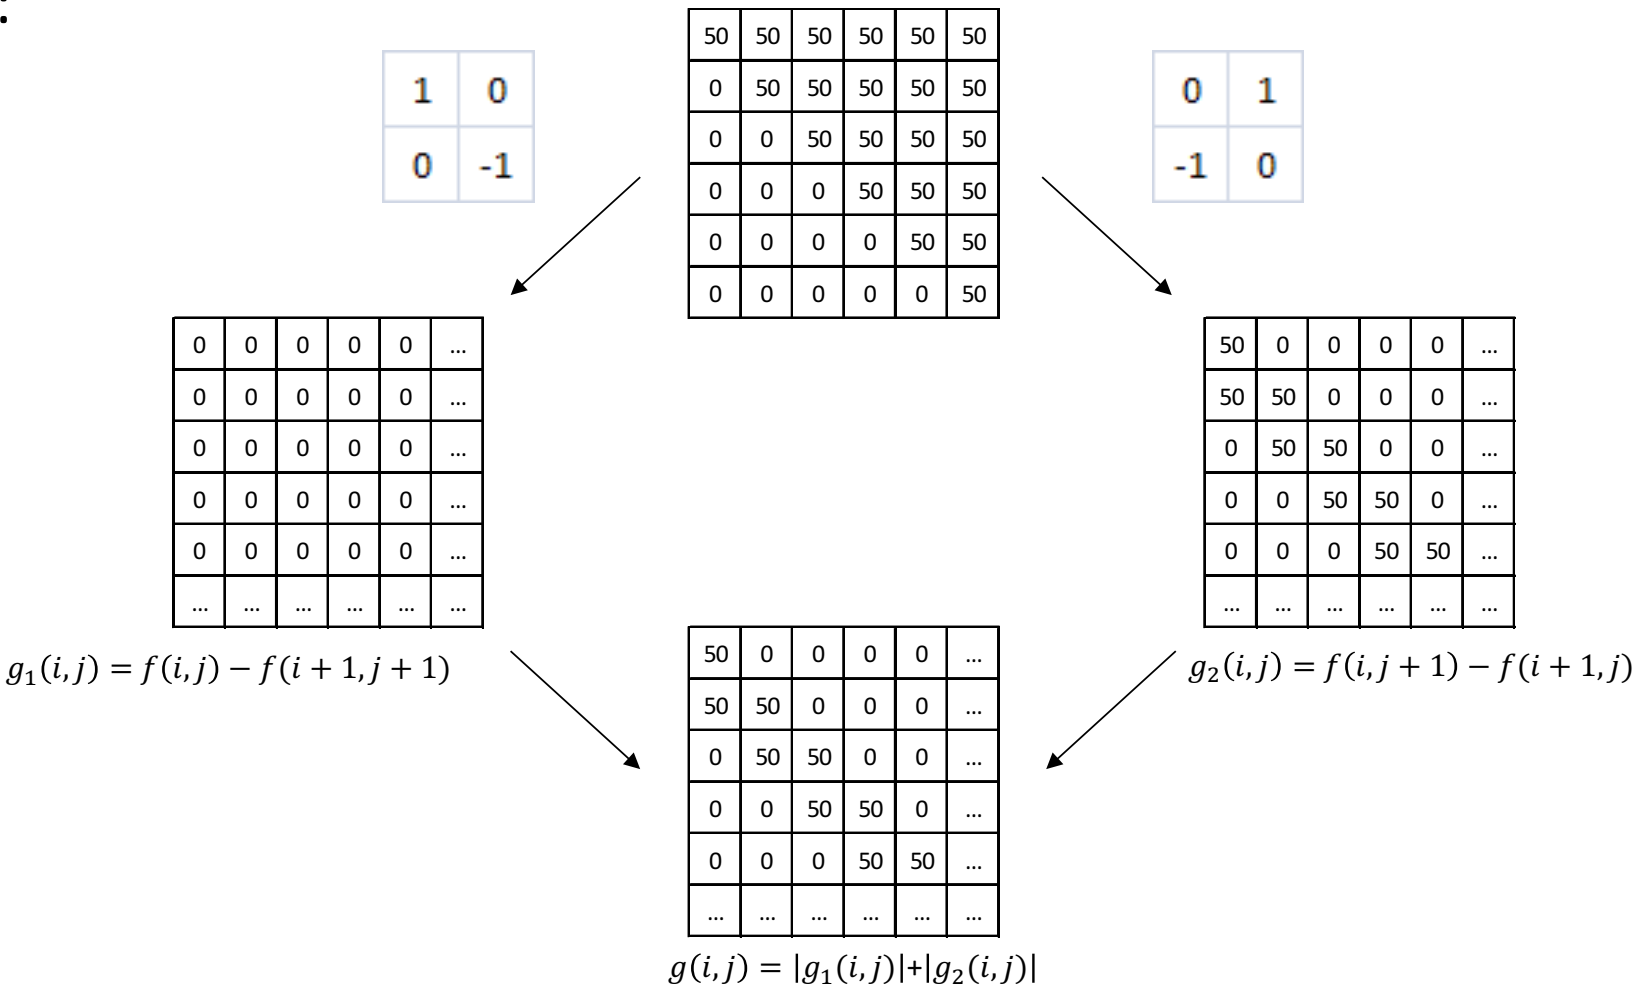 :
50 50 50 50 50 50
0 50 50 50 50 50
0 0 50 50 50 50
0 0 0 50 50 50
0 0 0 0 50 50
0 0 0 0 0 50
1 0
0 -1
0 1
-1 0
0 0 0 0 0 ...
0 0 0 0 0 ...
0 0 0 0 0 ...
0 0 0 0 0 ...
0 0 0 0 0 ...
... ... ... ... ... ...
g₁(i,j) = f(i,j) − f(i + 1,j + 1)
50 0 0 0 0 ...
50 50 0 0 0 ...
0 50 50 0 0 ...
0 0 50 50 0 ...
0 0 0 50 50 ...
... ... ... ... ... ...
g₂(i,j) = f(i,j + 1) − f(i + 1,j)
50 0 0 0 0 ...
50 50 0 0 0 ...
0 50 50 0 0 ...
0 0 50 50 0 ...
0 0 0 50 50 ...
... ... ... ... ... ...
g(i,j) = |g₁(i,j)|+|g₂(i,j)|